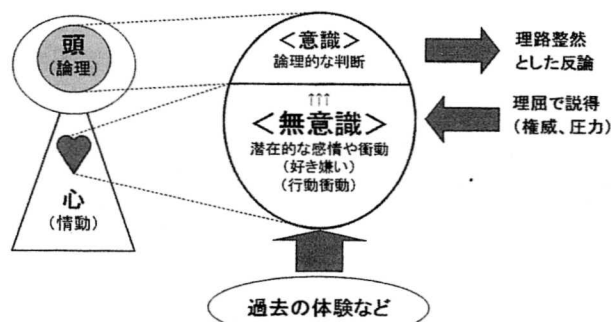 頭
(論理)
心
(情動)
<意識>
論理的な判断
↑↑↑
<無意識>
潜在的な感情や衝動
(好き嫌い)
(行動衝動)
理路整然
とした反論
理屈で説得
(権威、圧力)
過去の体験など